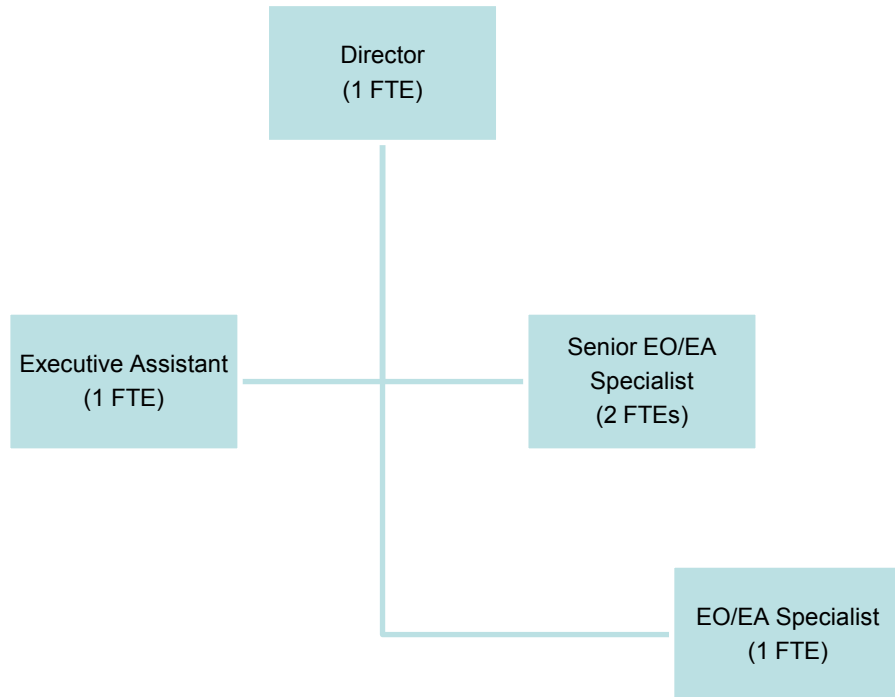 Director
(1 FTE)
Executive Assistant
(1 FTE)
Senior EO/EA
Specialist
(2 FTEs)
EO/EA Specialist
(1 FTE)